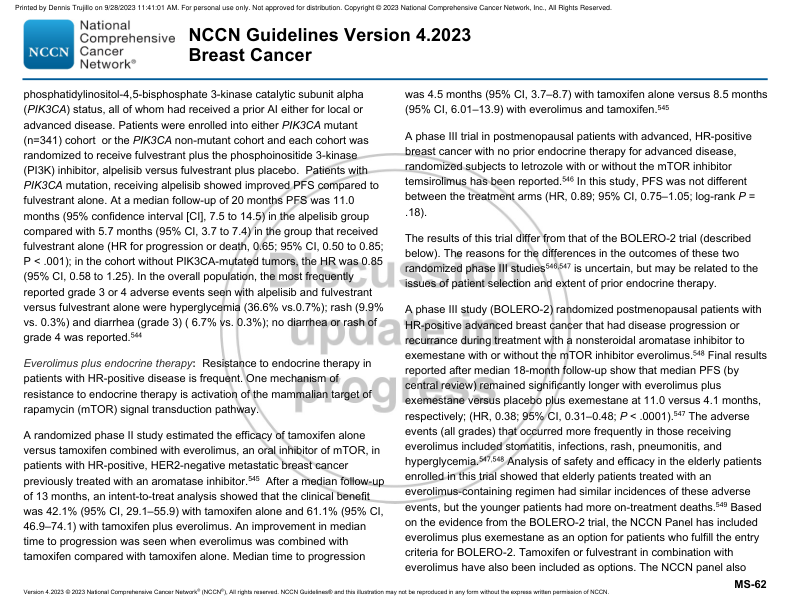 Printed by Dennis Trujillo on 9/28/2023 11:41:01 AM. For personal use only. Not approved for distribution. Copyright © 2023 National Comprehensive Cancer Network, Inc., All Rights Reserved.
NCCN
National
Comprehensive
Cancer
Network®
NCCN Guidelines Version 4.2023
Breast Cancer
phosphatidylinositol-4,5-bisphosphate 3-kinase catalytic subunit alpha
(PIK3CA) status, all of whom had received a prior AI either for local or
advanced disease. Patients were enrolled into either PIK3CA mutant
(n=341) cohort or the PIK3CA non-mutant cohort and each cohort was
randomized to receive fulvestrant plus the phosphoinositide 3-kinase
(PI3K) inhibitor, alpelisib versus fulvestrant plus placebo. Patients with
PIK3CA mutation, receiving alpelisib showed improved PFS compared to
fulvestrant alone. At a median follow-up of 20 months PFS was 11.0
months (95% confidence interval [CI], 7.5 to 14.5) in the alpelisib group
compared with 5.7 months (95% CI, 3.7 to 7.4) in the group that received
fulvestrant alone (HR for progression or death, 0.65; 95% CI, 0.50 to 0.85;
P < .001); in the cohort without PIK3CA-mutated tumors, the HR was 0.85
(95% CI, 0.58 to 1.25). In the overall population, the most frequently
reported grade 3 or 4 adverse events seen with alpelisib and fulvestrant
versus fulvestrant alone were hyperglycemia (36.6% vs.0.7%); rash (9.9%
vs. 0.3%) and diarrhea (grade 3) ( 6.7% vs. 0.3%); no diarrhea or rash of
grade 4 was reported.544
Everolimus plus endocrine therapy: Resistance to endocrine therapy in
patients with HR-positive disease is frequent. One mechanism of
resistance to endocrine therapy is activation of the mammalian target of
rapamycin (mTOR) signal transduction pathway.
A randomized phase II study estimated the efficacy of tamoxifen alone
versus tamoxifen combined with everolimus, an oral inhibitor of mTOR, in
patients with HR-positive, HER2-negative metastatic breast cancer
previously treated with an aromatase inhibitor.545 After a median follow-up
of 13 months, an intent-to-treat analysis showed that the clinical benefit
was 42.1% (95% CI, 29.1–55.9) with tamoxifen alone and 61.1% (95% CI,
46.9–74.1) with tamoxifen plus everolimus. An improvement in median
time to progression was seen when everolimus was combined with
tamoxifen compared with tamoxifen alone. Median time to progression
was 4.5 months (95% CI, 3.7–8.7) with tamoxifen alone versus 8.5 months
(95% CI, 6.01–13.9) with everolimus and tamoxifen.545
A phase III trial in postmenopausal patients with advanced, HR-positive
breast cancer with no prior endocrine therapy for advanced disease,
randomized subjects to letrozole with or without the mTOR inhibitor
temsirolimus has been reported.546 In this study, PFS was not different
between the treatment arms (HR, 0.89; 95% CI, 0.75–1.05; log-rank P =
.18).
The results of this trial differ from that of the BOLERO-2 trial (described
below). The reasons for the differences in the outcomes of these two
randomized phase III studies546,547 is uncertain, but may be related to the
issues of patient selection and extent of prior endocrine therapy.
A phase III study (BOLERO-2) randomized postmenopausal patients with
HR-positive advanced breast cancer that had disease progression or
recurrence during treatment with a nonsteroidal aromatase inhibitor to
exemestane with or without the mTOR inhibitor everolimus.548 Final results
reported after median 18-month follow-up show that median PFS (by
central review) remained significantly longer with everolimus plus
exemestane versus placebo plus exemestane at 11.0 versus 4.1 months,
respectively; (HR, 0.38; 95% CI, 0.31–0.48; P < .0001).547 The adverse
events (all grades) that occurred more frequently in those receiving
everolimus included stomatitis, infections, rash, pneumonitis, and
hyperglycemia.547,548 Analysis of safety and efficacy in the elderly patients
enrolled in this trial showed that elderly patients treated with an
everolimus-containing regimen had similar incidences of these adverse
events, but the younger patients had more on-treatment deaths.549 Based
on the evidence from the BOLERO-2 trial, the NCCN Panel has included
everolimus plus exemestane as an option for patients who fulfill the entry
criteria for BOLERO-2. Tamoxifen or fulvestrant in combination with
everolimus have also been included as options. The NCCN panel also
Discussion
update in
progress
MS-62
Version 4.2023 © 2023 National Comprehensive Cancer Network® (NCCN®), All rights reserved. NCCN Guidelines® and this illustration may not be reproduced in any form without the express written permission of NCCN.